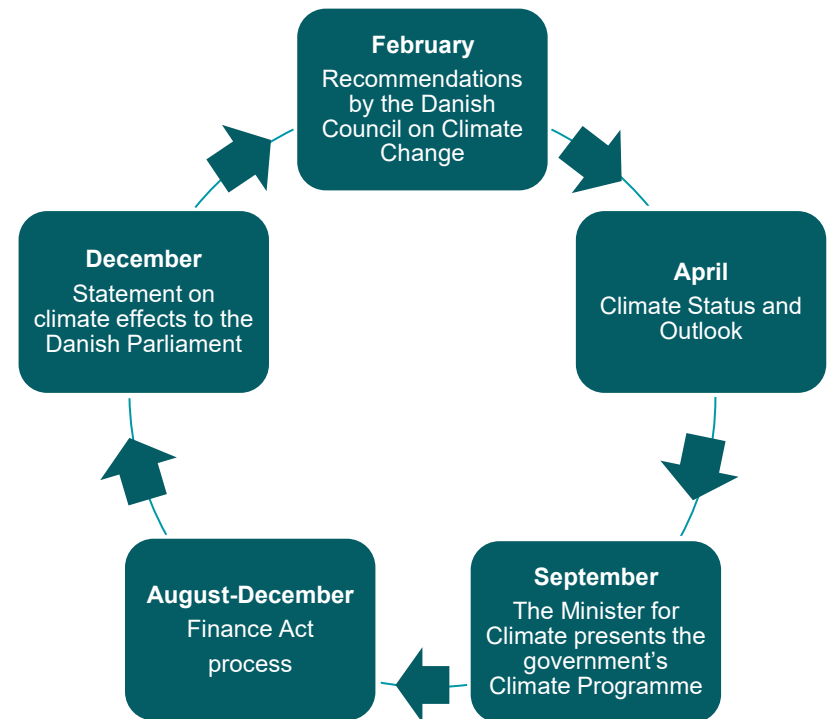 February
Recommendations
by the Danish
Council on Climate
Change
April
Climate Status and
Outlook
September
The Minister for
Climate presents the
government’s
Climate Programme
August-December
Finance Act
process
December
Statement on
climate effects to the
Danish Parliament